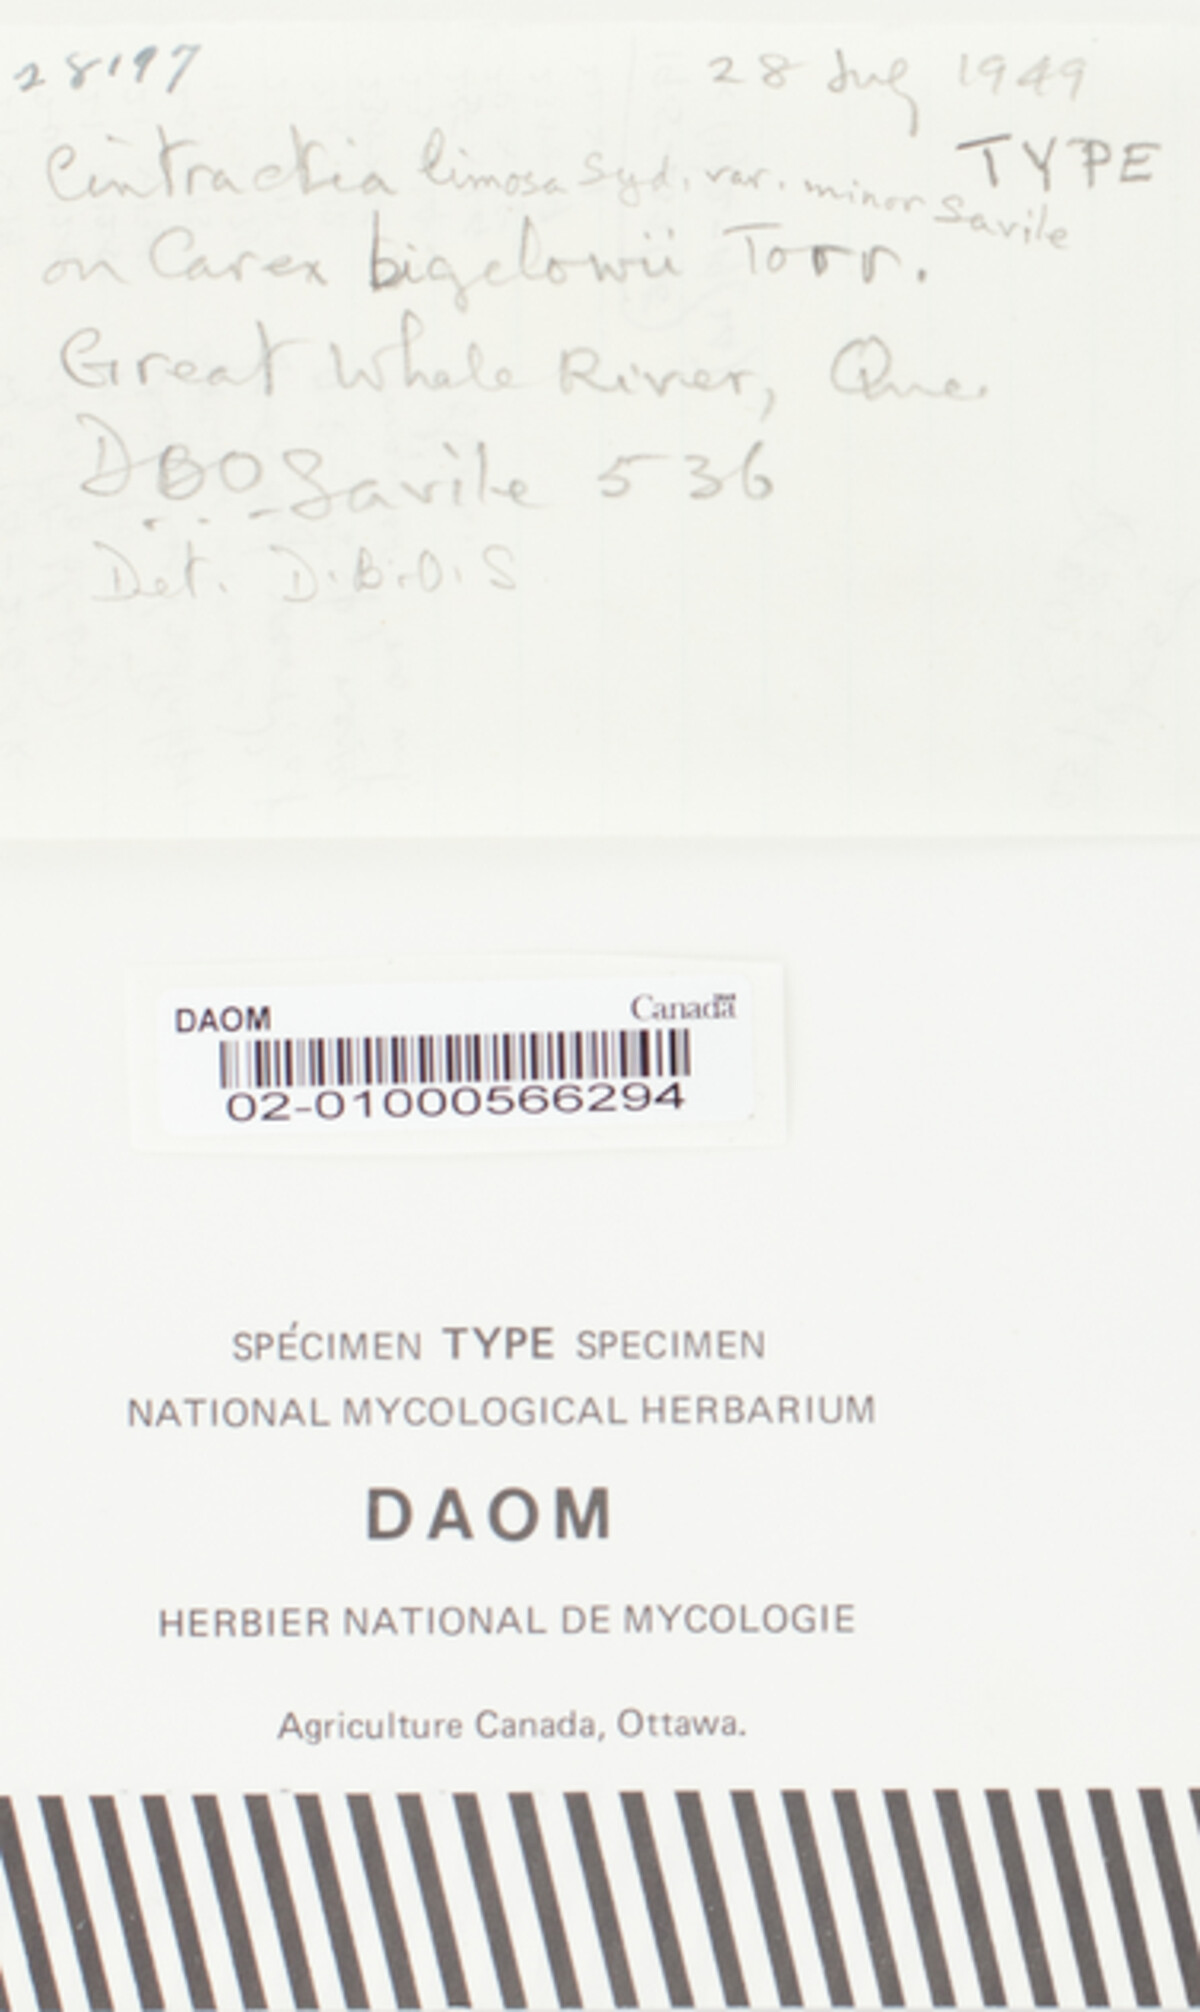 28197 28 Jug 1949
Cintractia limosa Syd. var. minor Savile TYPE
on Carex bigelowii Torr.
Great Whale River, Que.
DBO Savile 536
Det. D.B.O.S
DAOM Canada
02-01000566294
SPÉCIMEN TYPE SPECIMEN
NATIONAL MYCOLOGICAL HERBARIUM
DAOM
HERBIER NATIONAL DE MYCOLOGIE
Agriculture Canada, Ottawa.